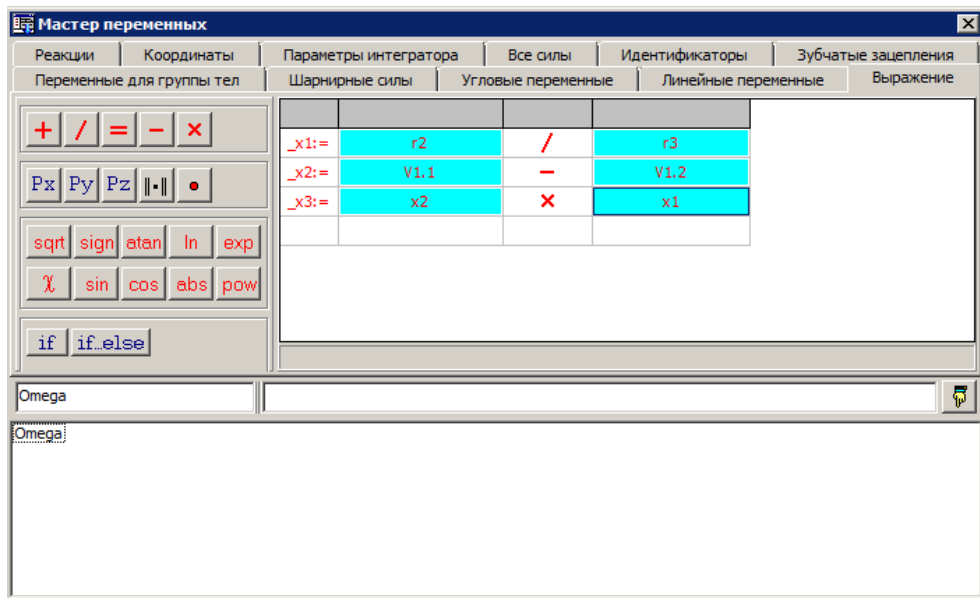 Мастер переменных
Реакции Координаты Параметры интегратора Все силы Идентификаторы Зубчатые зацепления
Переменные для группы тел Шарнирные силы Угловые переменные Линейные переменные Выражение
+ / = − ×
_x1:= r2 / r3
_x2:= V1.1 − V1.2
Px Py Pz ‖·‖ •
_x3:= x2 × x1
sqrt sign atan ln exp
χ sin cos abs pow
if if…else
Omega
Omega